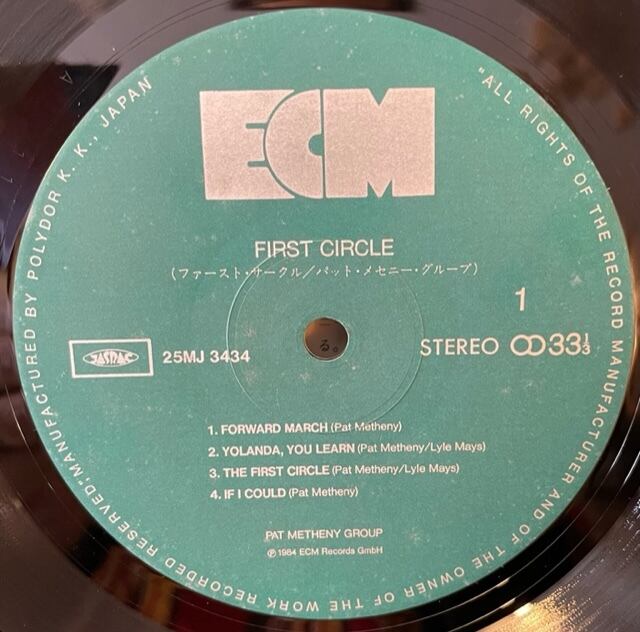 ECM
FIRST CIRCLE
(ファースト・サークル／パット・メセニー・グループ)
1
JASRAC
25MJ 3434
STEREO 33⅓
る。
1. FORWARD MARCH (Pat Metheny)
2. YOLANDA, YOU LEARN (Pat Metheny/Lyle Mays)
3. THE FIRST CIRCLE (Pat Metheny/Lyle Mays)
4. IF I COULD (Pat Metheny)
PAT METHENY GROUP
℗ 1984 ECM Records GmbH
"ALL RIGHTS OF THE RECORD MANUFACTURER AND OF THE OWNER OF THE WORK RECORDED RESERVED." MANUFACTURED BY POLYDOR K. K., JAPAN